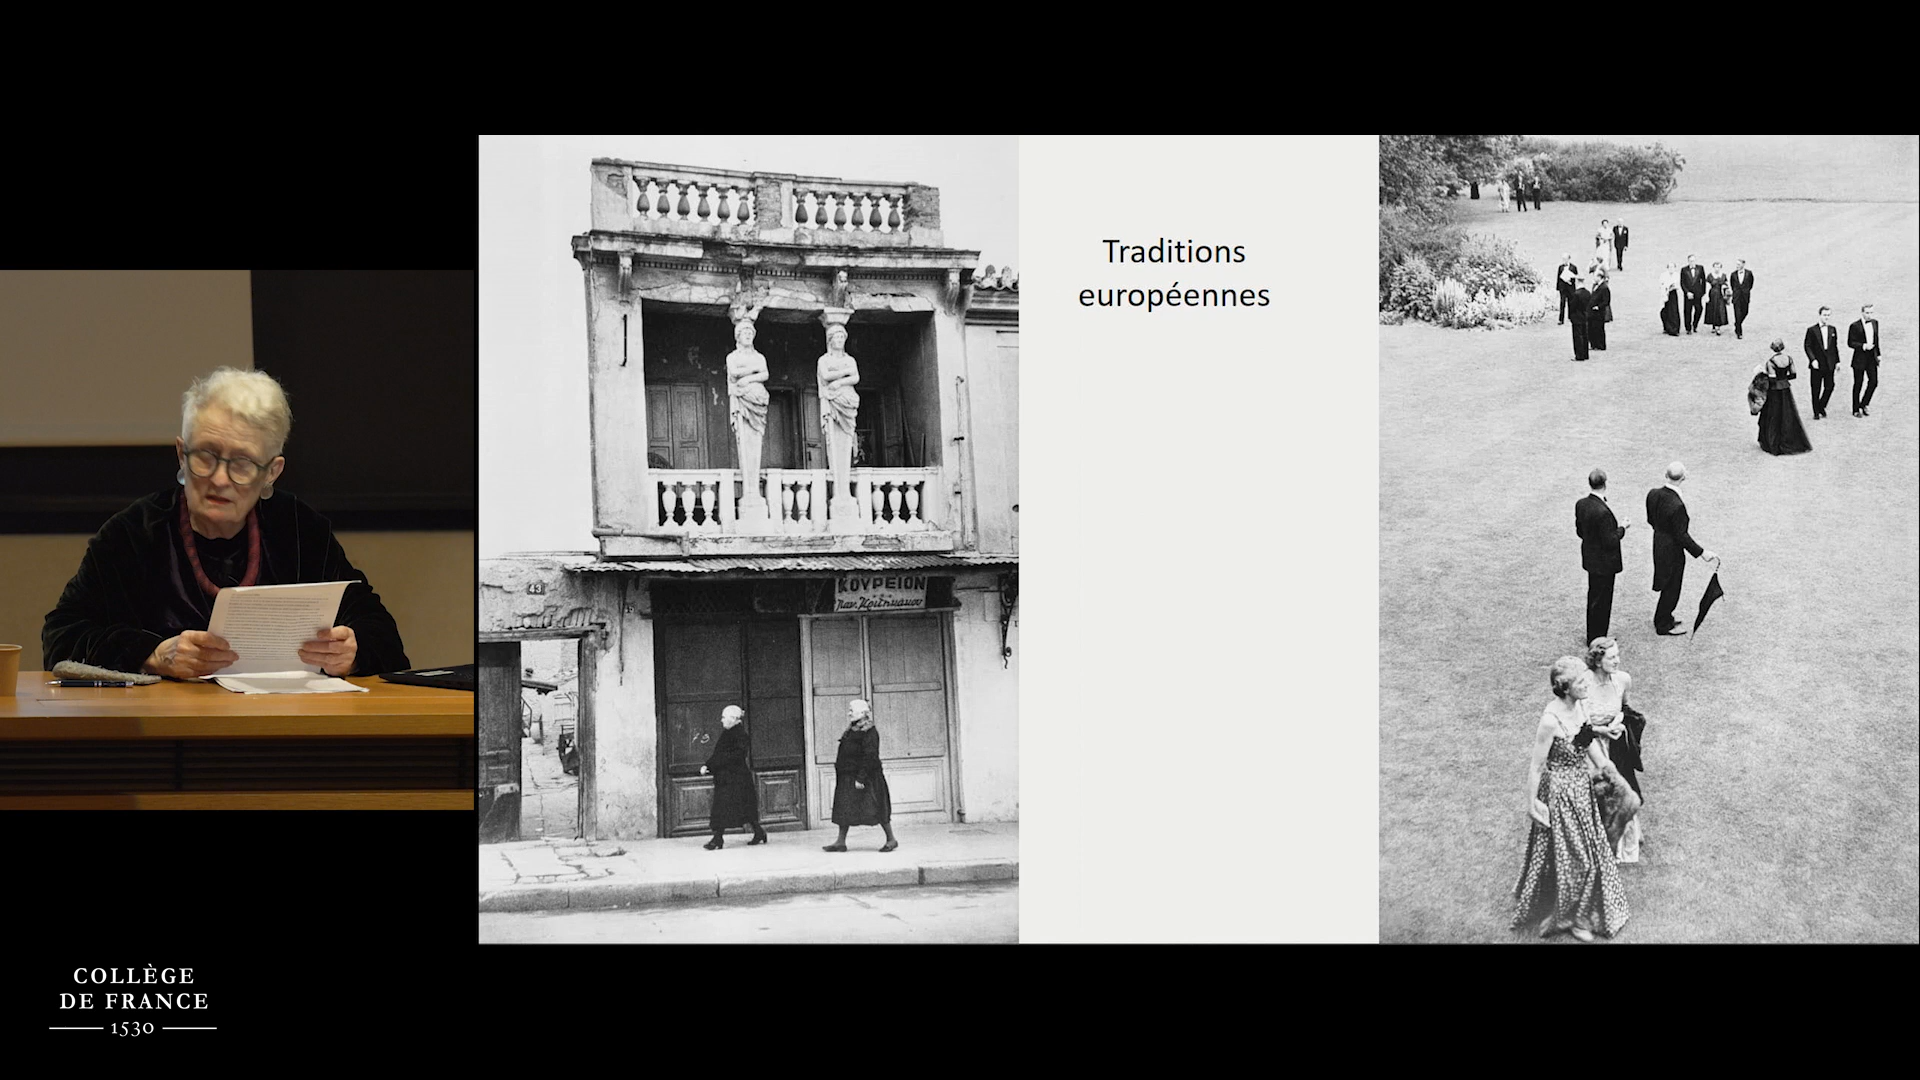 Traditions
européennes
43
ΚΟΥΡΕΙΟΝ
COLLÈGE
DE FRANCE
1530